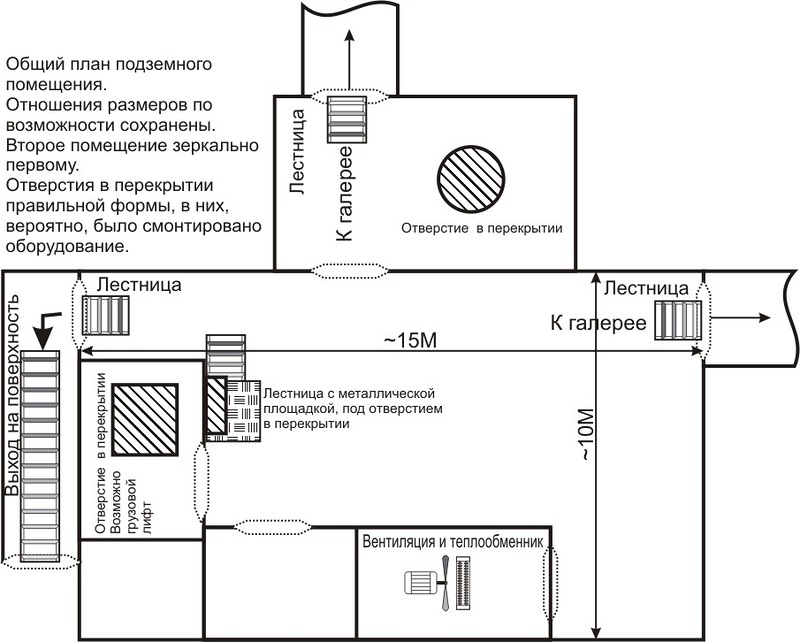 Общий план подземного
помещения.
Отношения размеров по
возможности сохранены.
Второе помещение зеркально
первому.
Отверстия в перекрытии
правильной формы, в них,
вероятно, было смонтировано
оборудование.
Лестница
К галерее
Отверстие в перекрытии
Лестница
Лестница
К галерее
Выход на поверхность
~15М
Лестница с металлической
площадкой, под отверстием
в перекрытии
~10М
Отверстие в перекрытии
Возможно
грузовой
лифт
Вентиляция и теплообменник